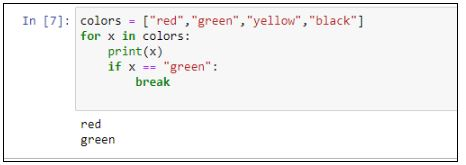 In [7]: colors = ["red","green","yellow","black"]
for x in colors:
    print(x)
    if x == "green":
        break
red
green